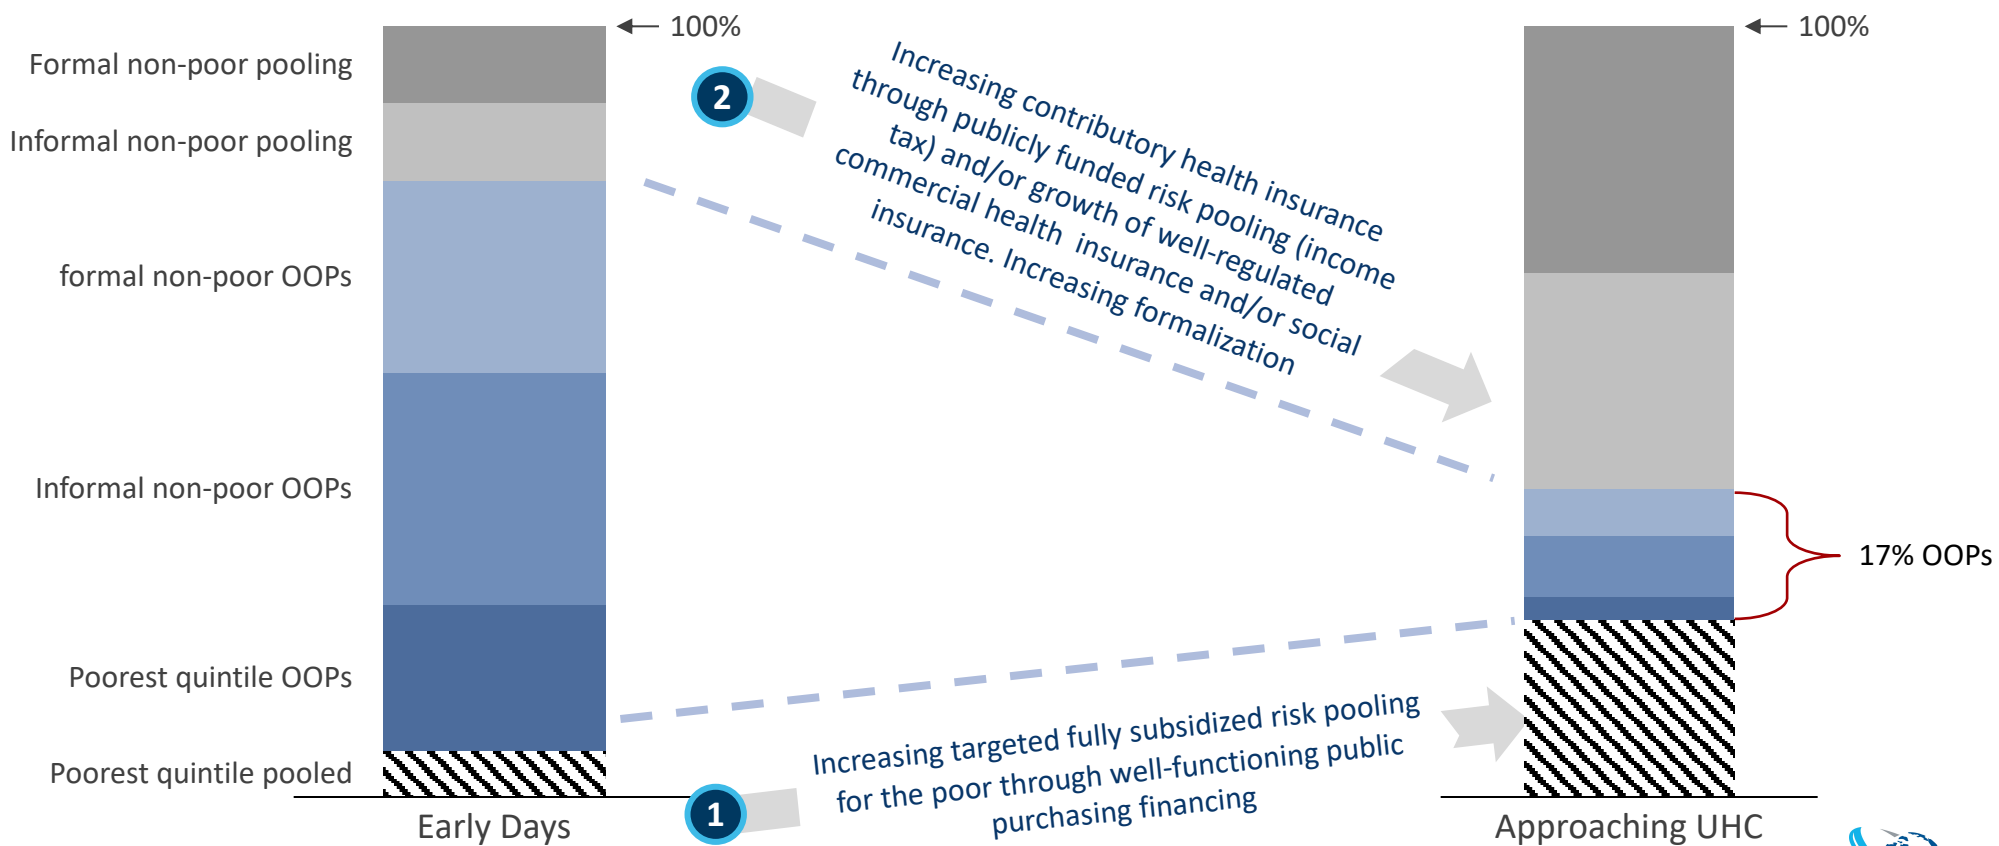 100%
100%
Formal non-poor pooling
Informal non-poor pooling
formal non-poor OOPs
Informal non-poor OOPs
Poorest quintile OOPs
Poorest quintile pooled
2
Increasing contributory health insurance
through publicly funded risk pooling (income
tax) and/or growth of well-regulated
commercial health insurance and/or social
insurance. Increasing formalization
17% OOPs
1
Increasing targeted fully subsidized risk pooling
for the poor through well-functioning public
purchasing financing
Early Days
Approaching UHC